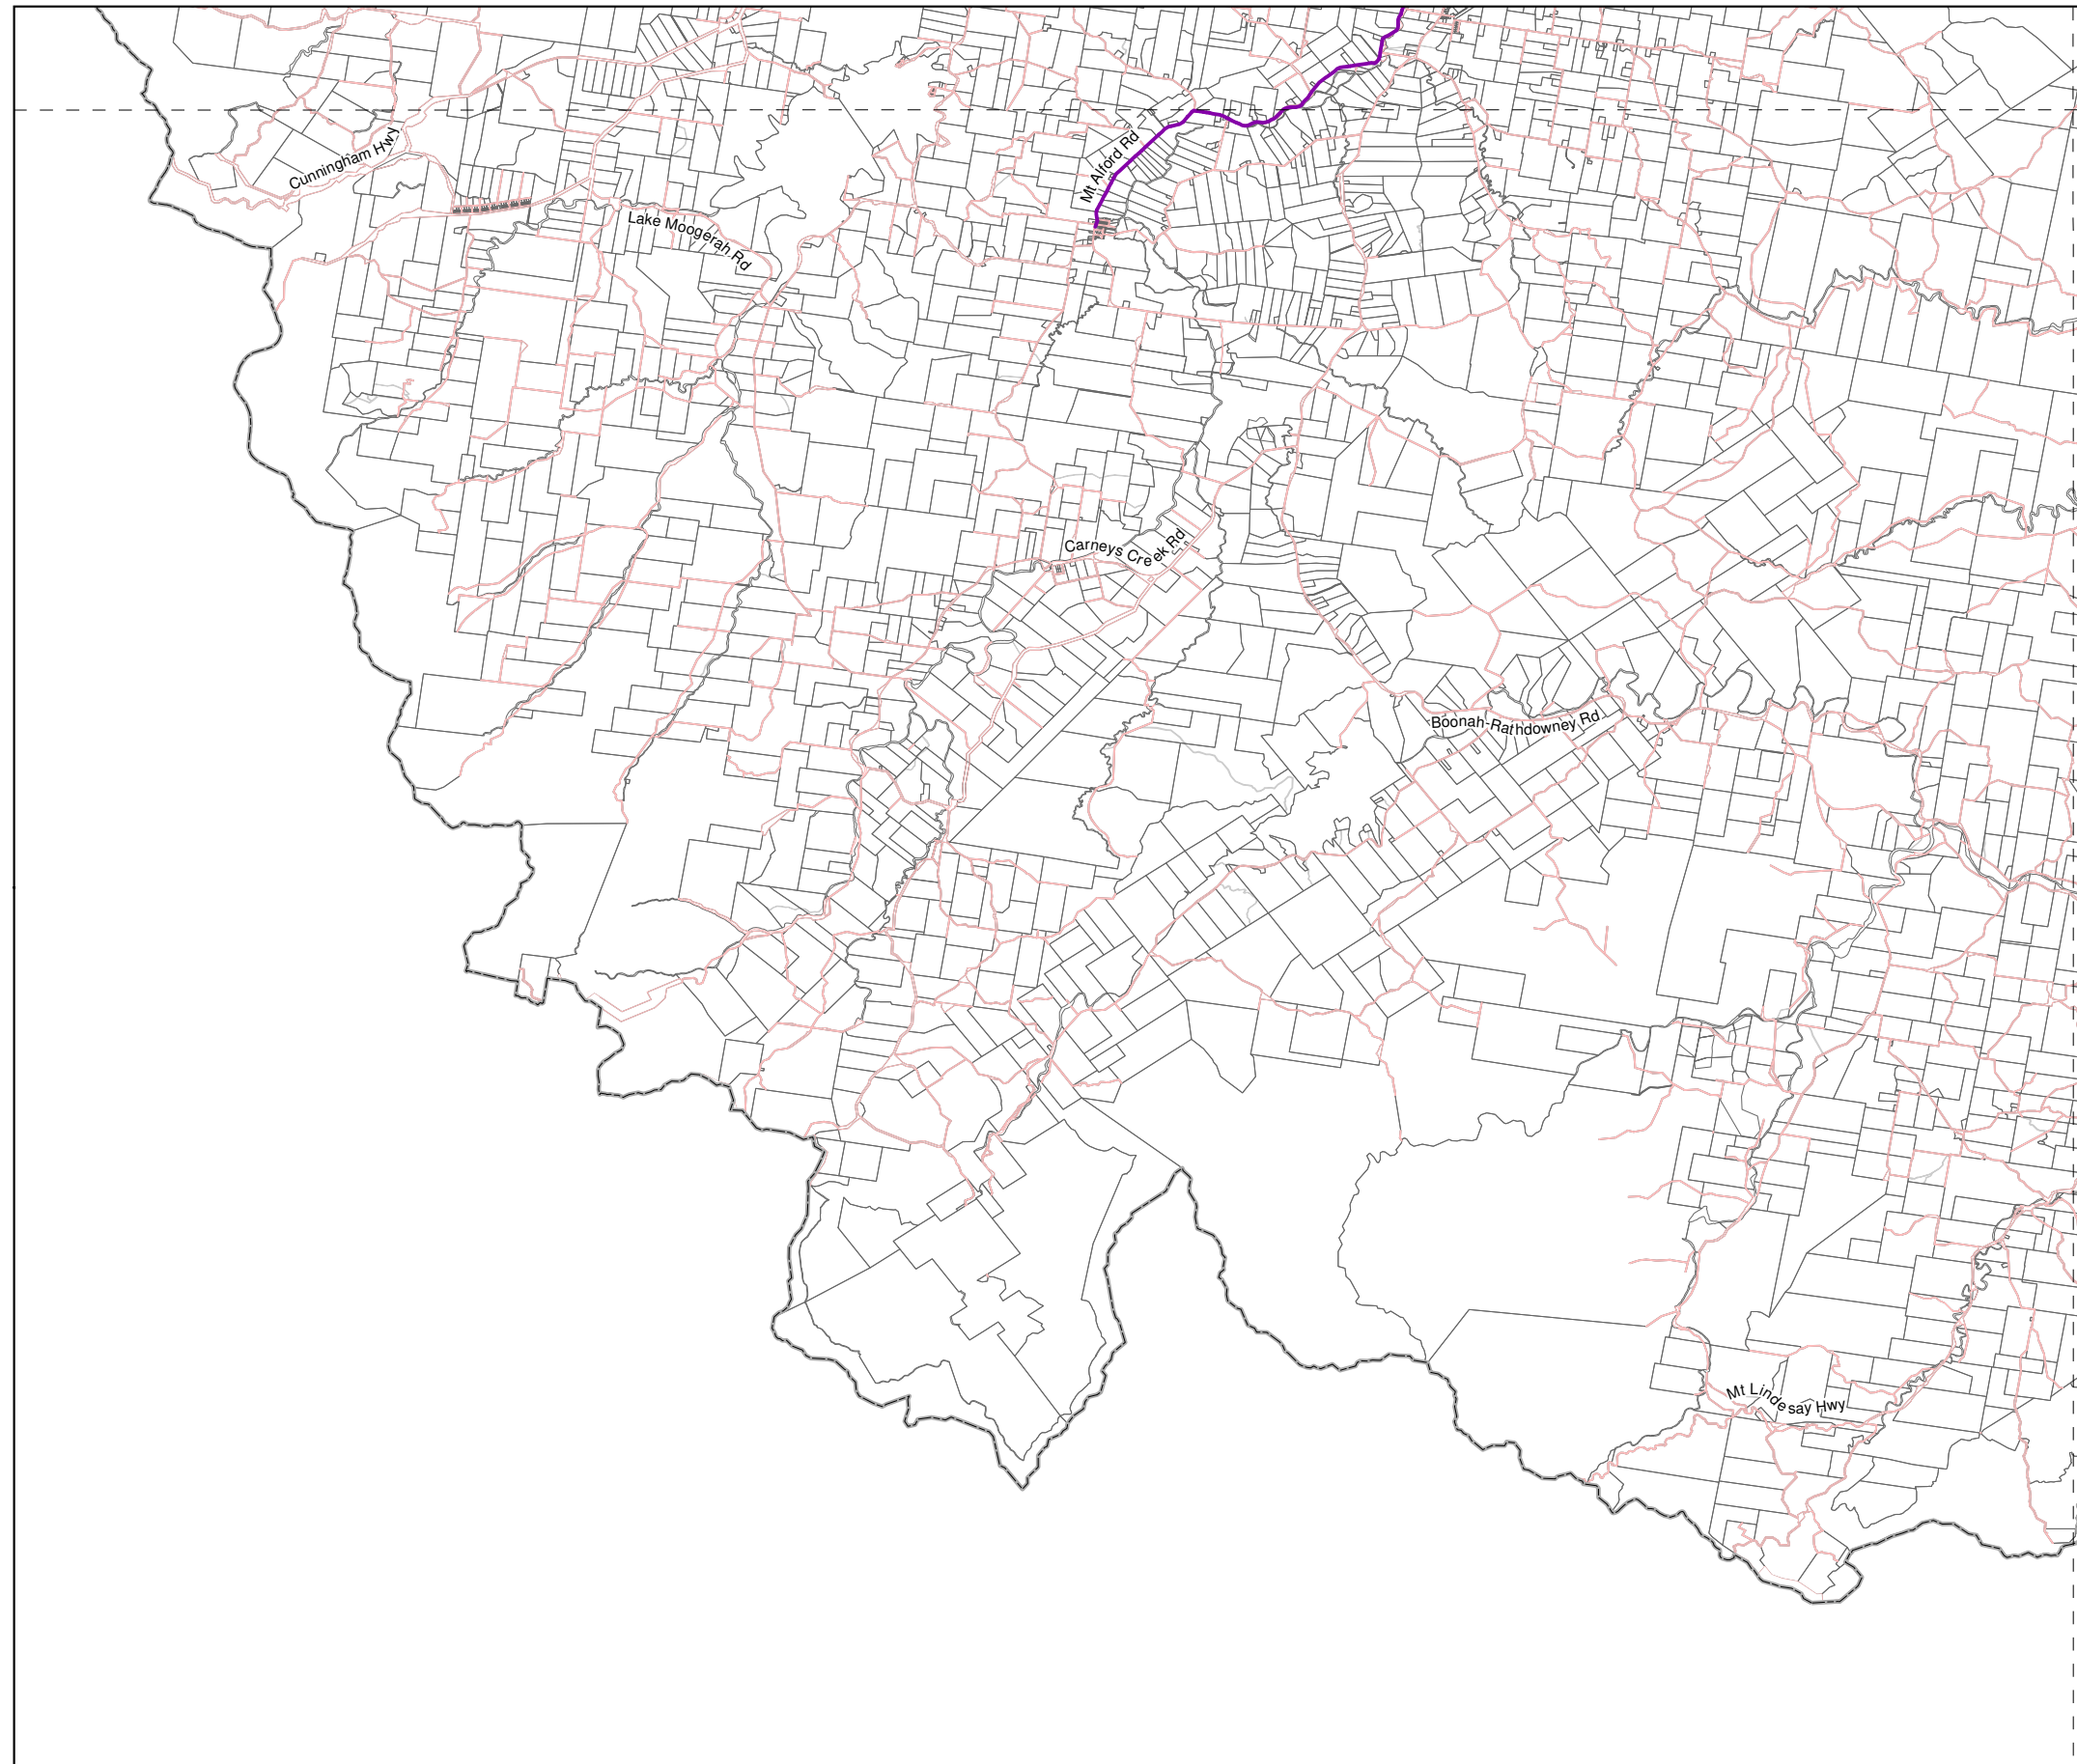 Cunningham Hwy
Mt Alford Rd
Lake Moogerah Rd
Carneys Creek Rd
Boonah-Rathdowney Rd
Mt Lindesay Hwy